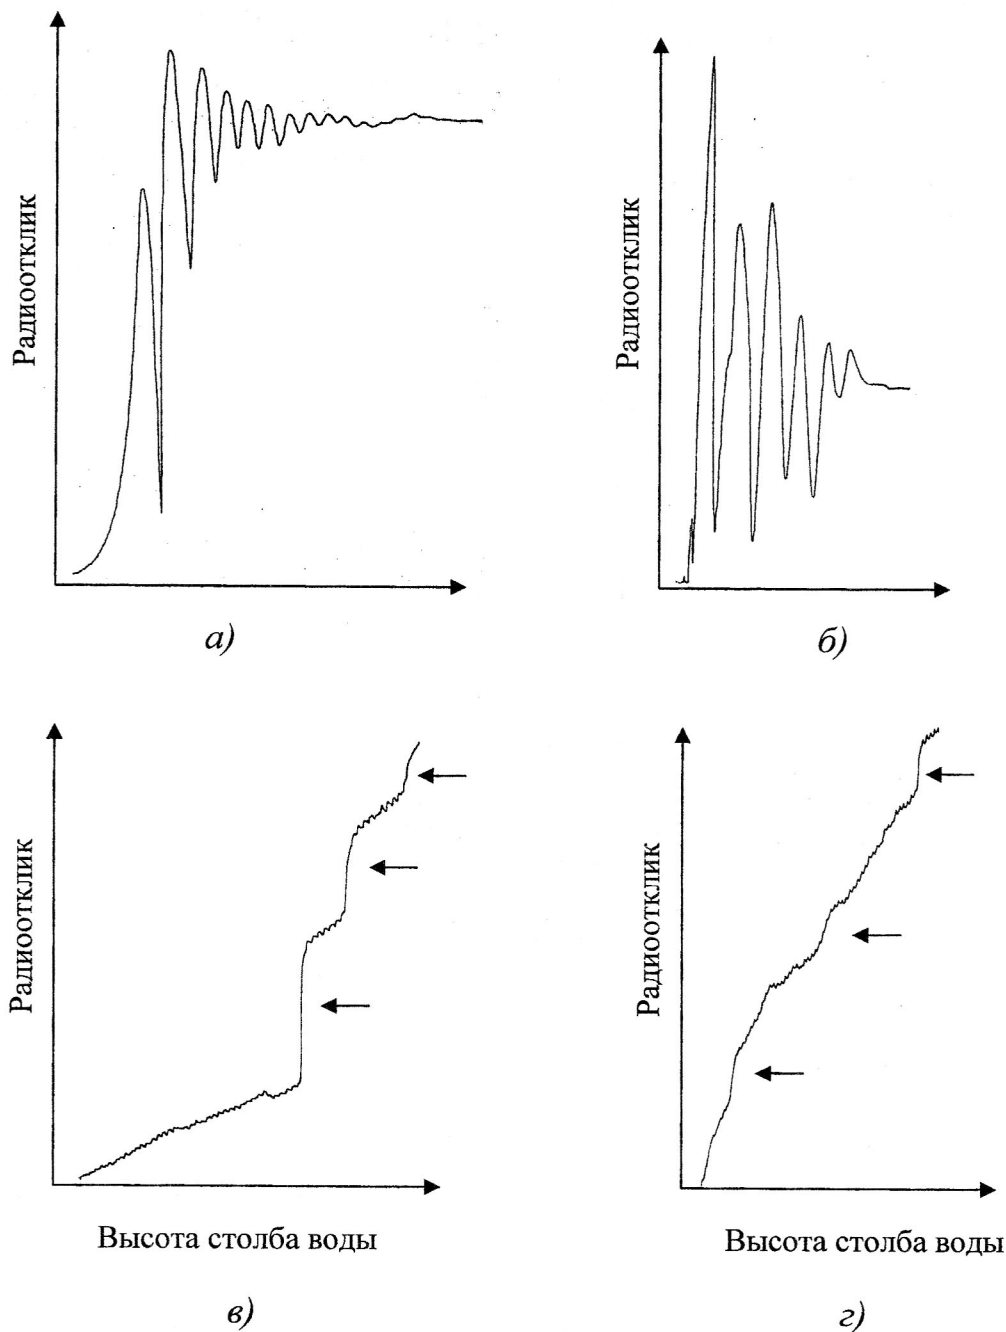 Радиоотклик
Радиоотклик
а)
б)
Радиоотклик
Радиоотклик
Высота столба воды
Высота столба воды
в)
г)